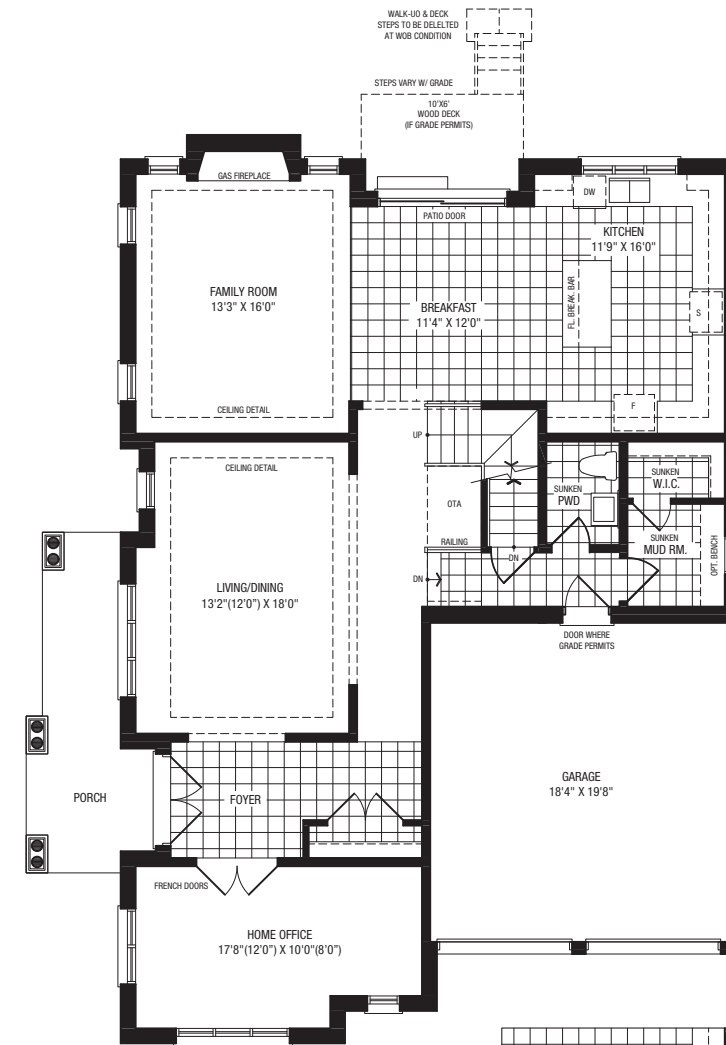 WALK-UO & DECK
STEPS TO BE DELELTED
AT WOB CONDITION
STEPS VARY W/ GRADE
10'X6'
WOOD DECK
(IF GRADE PERMITS)
GAS FIREPLACE
PATIO DOOR
DW
KITCHEN
11'9" X 16'0"
FAMILY ROOM
13'3" X 16'0"
BREAKFAST
11'4" X 12'0"
FL. BREAK. BAR
S
F
CEILING DETAIL
UP
CEILING DETAIL
OTA
RAILING
SUNKEN
PWD
SUNKEN
W.I.C.
SUNKEN
MUD RM.
OPT. BENCH
DN
DN
LIVING/DINING
13'2"(12'0") X 18'0"
DOOR WHERE
GRADE PERMITS
GARAGE
18'4" X 19'8"
PORCH
FOYER
FRENCH DOORS
HOME OFFICE
17'8"(12'0") X 10'0"(8'0")